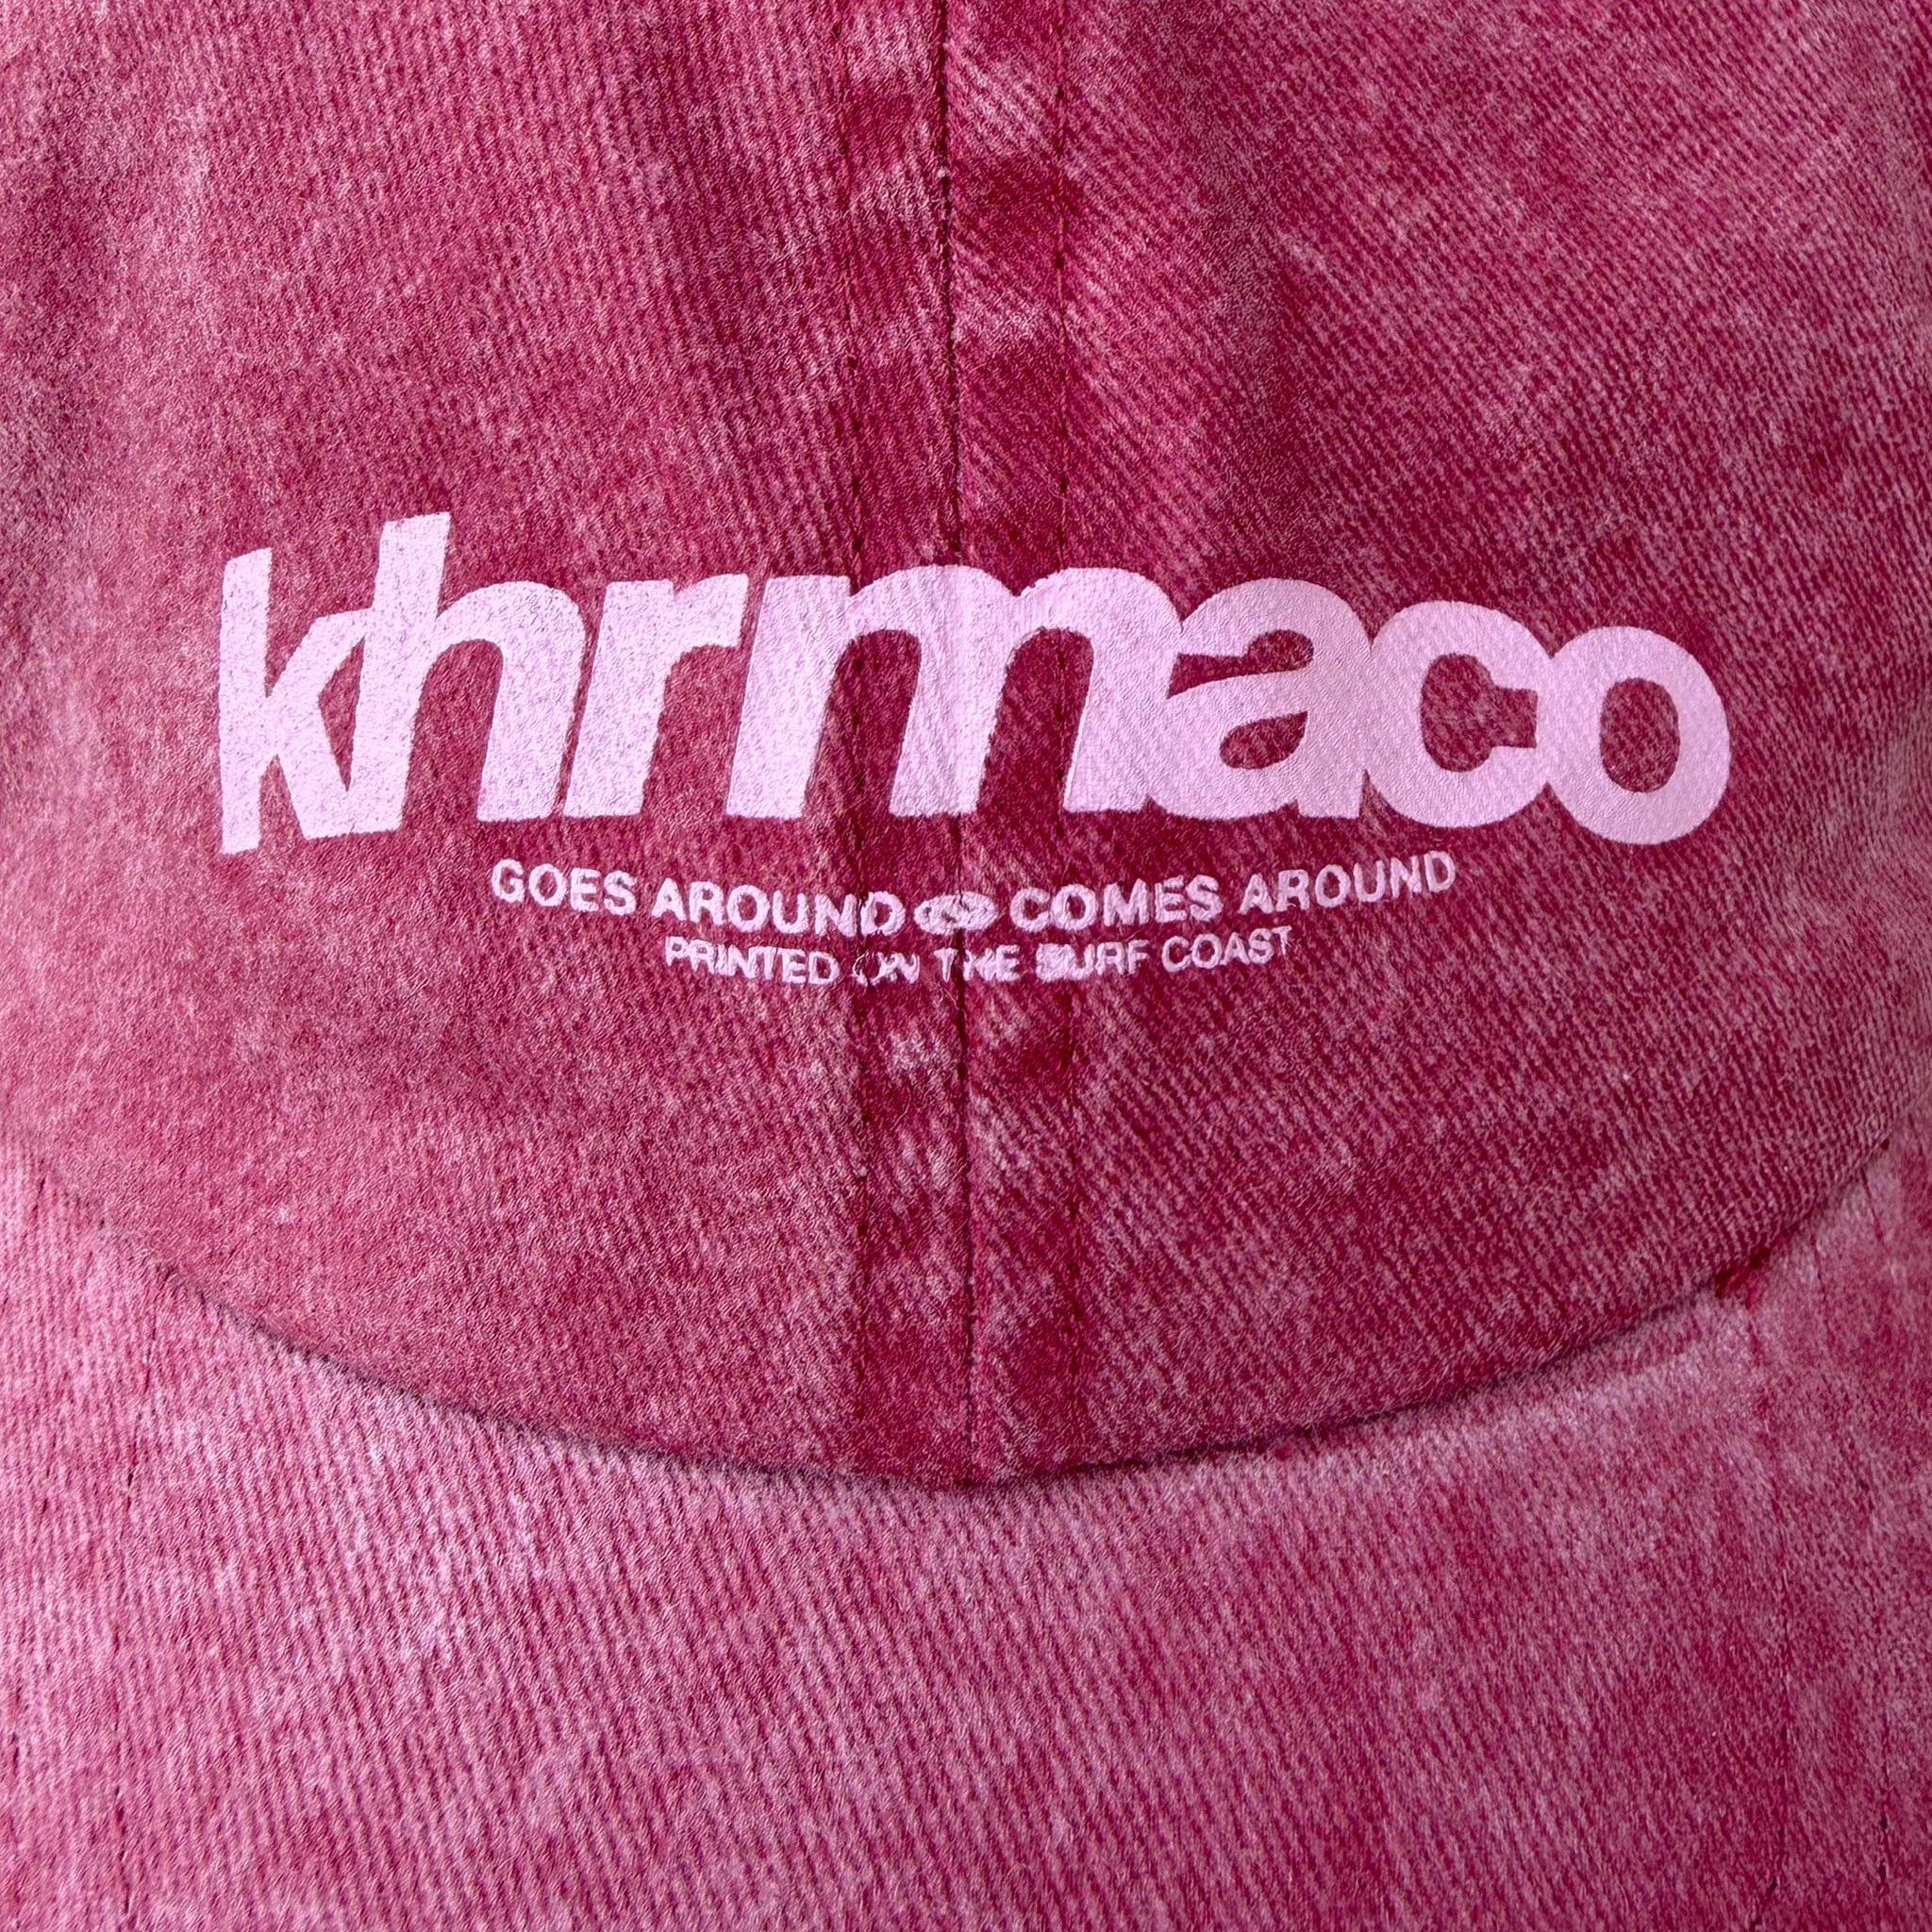 khrmaco
GOES AROUND COMES AROUND
PRINTED ON THE SURF COAST